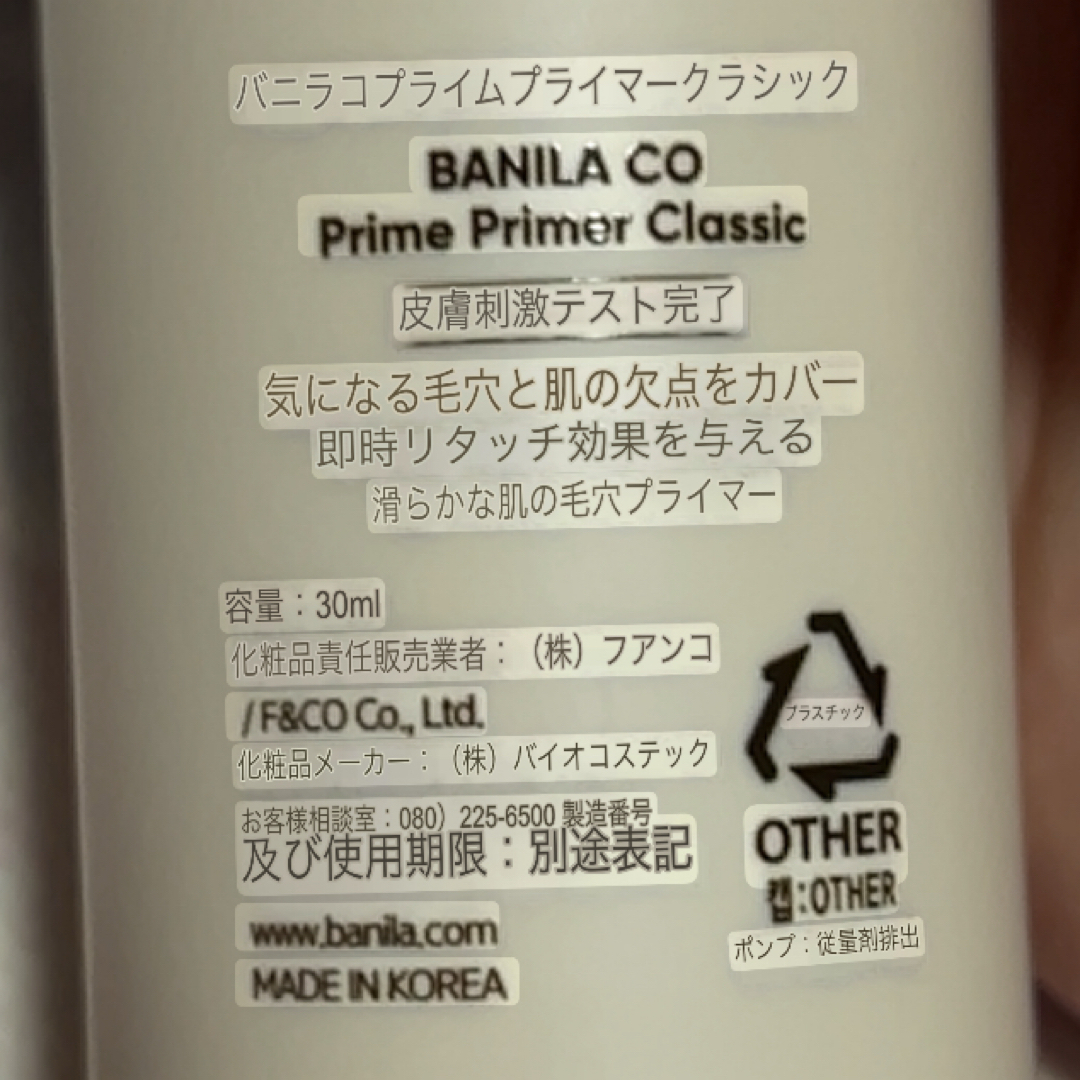 バニラコプライムプライマークラシック
BANILA CO
Prime Primer Classic
皮膚刺激テスト完了
気になる毛穴と肌の欠点をカバー
即時リタッチ効果を与える
滑らかな肌の毛穴プライマー
容量：30ml
化粧品責任販売業者：（株）フアンコ
/ F&CO Co., Ltd.
化粧品メーカー：（株）バイオコステック
お客様相談室：080）225-6500 製造番号
及び使用期限：別途表記
www.banila.com
MADE IN KOREA
プラスチック
OTHER
캡:OTHER
ポンプ：従量剤排出